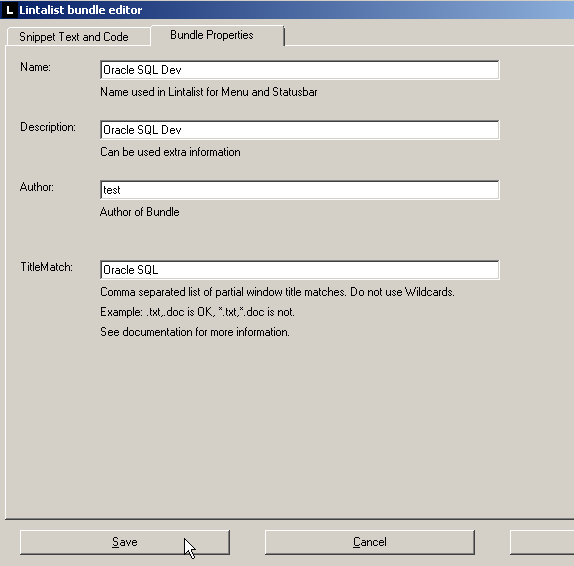 L Lintalist bundle editor
Snippet Text and Code Bundle Properties
Name: Oracle SQL Dev
Name used in Lintalist for Menu and Statusbar
Description: Oracle SQL Dev
Can be used extra information
Author: test
Author of Bundle
TitleMatch: Oracle SQL
Comma separated list of partial window title matches. Do not use Wildcards.
Example: .txt,.doc is OK, *.txt,*.doc is not.
See documentation for more information.
Save Cancel